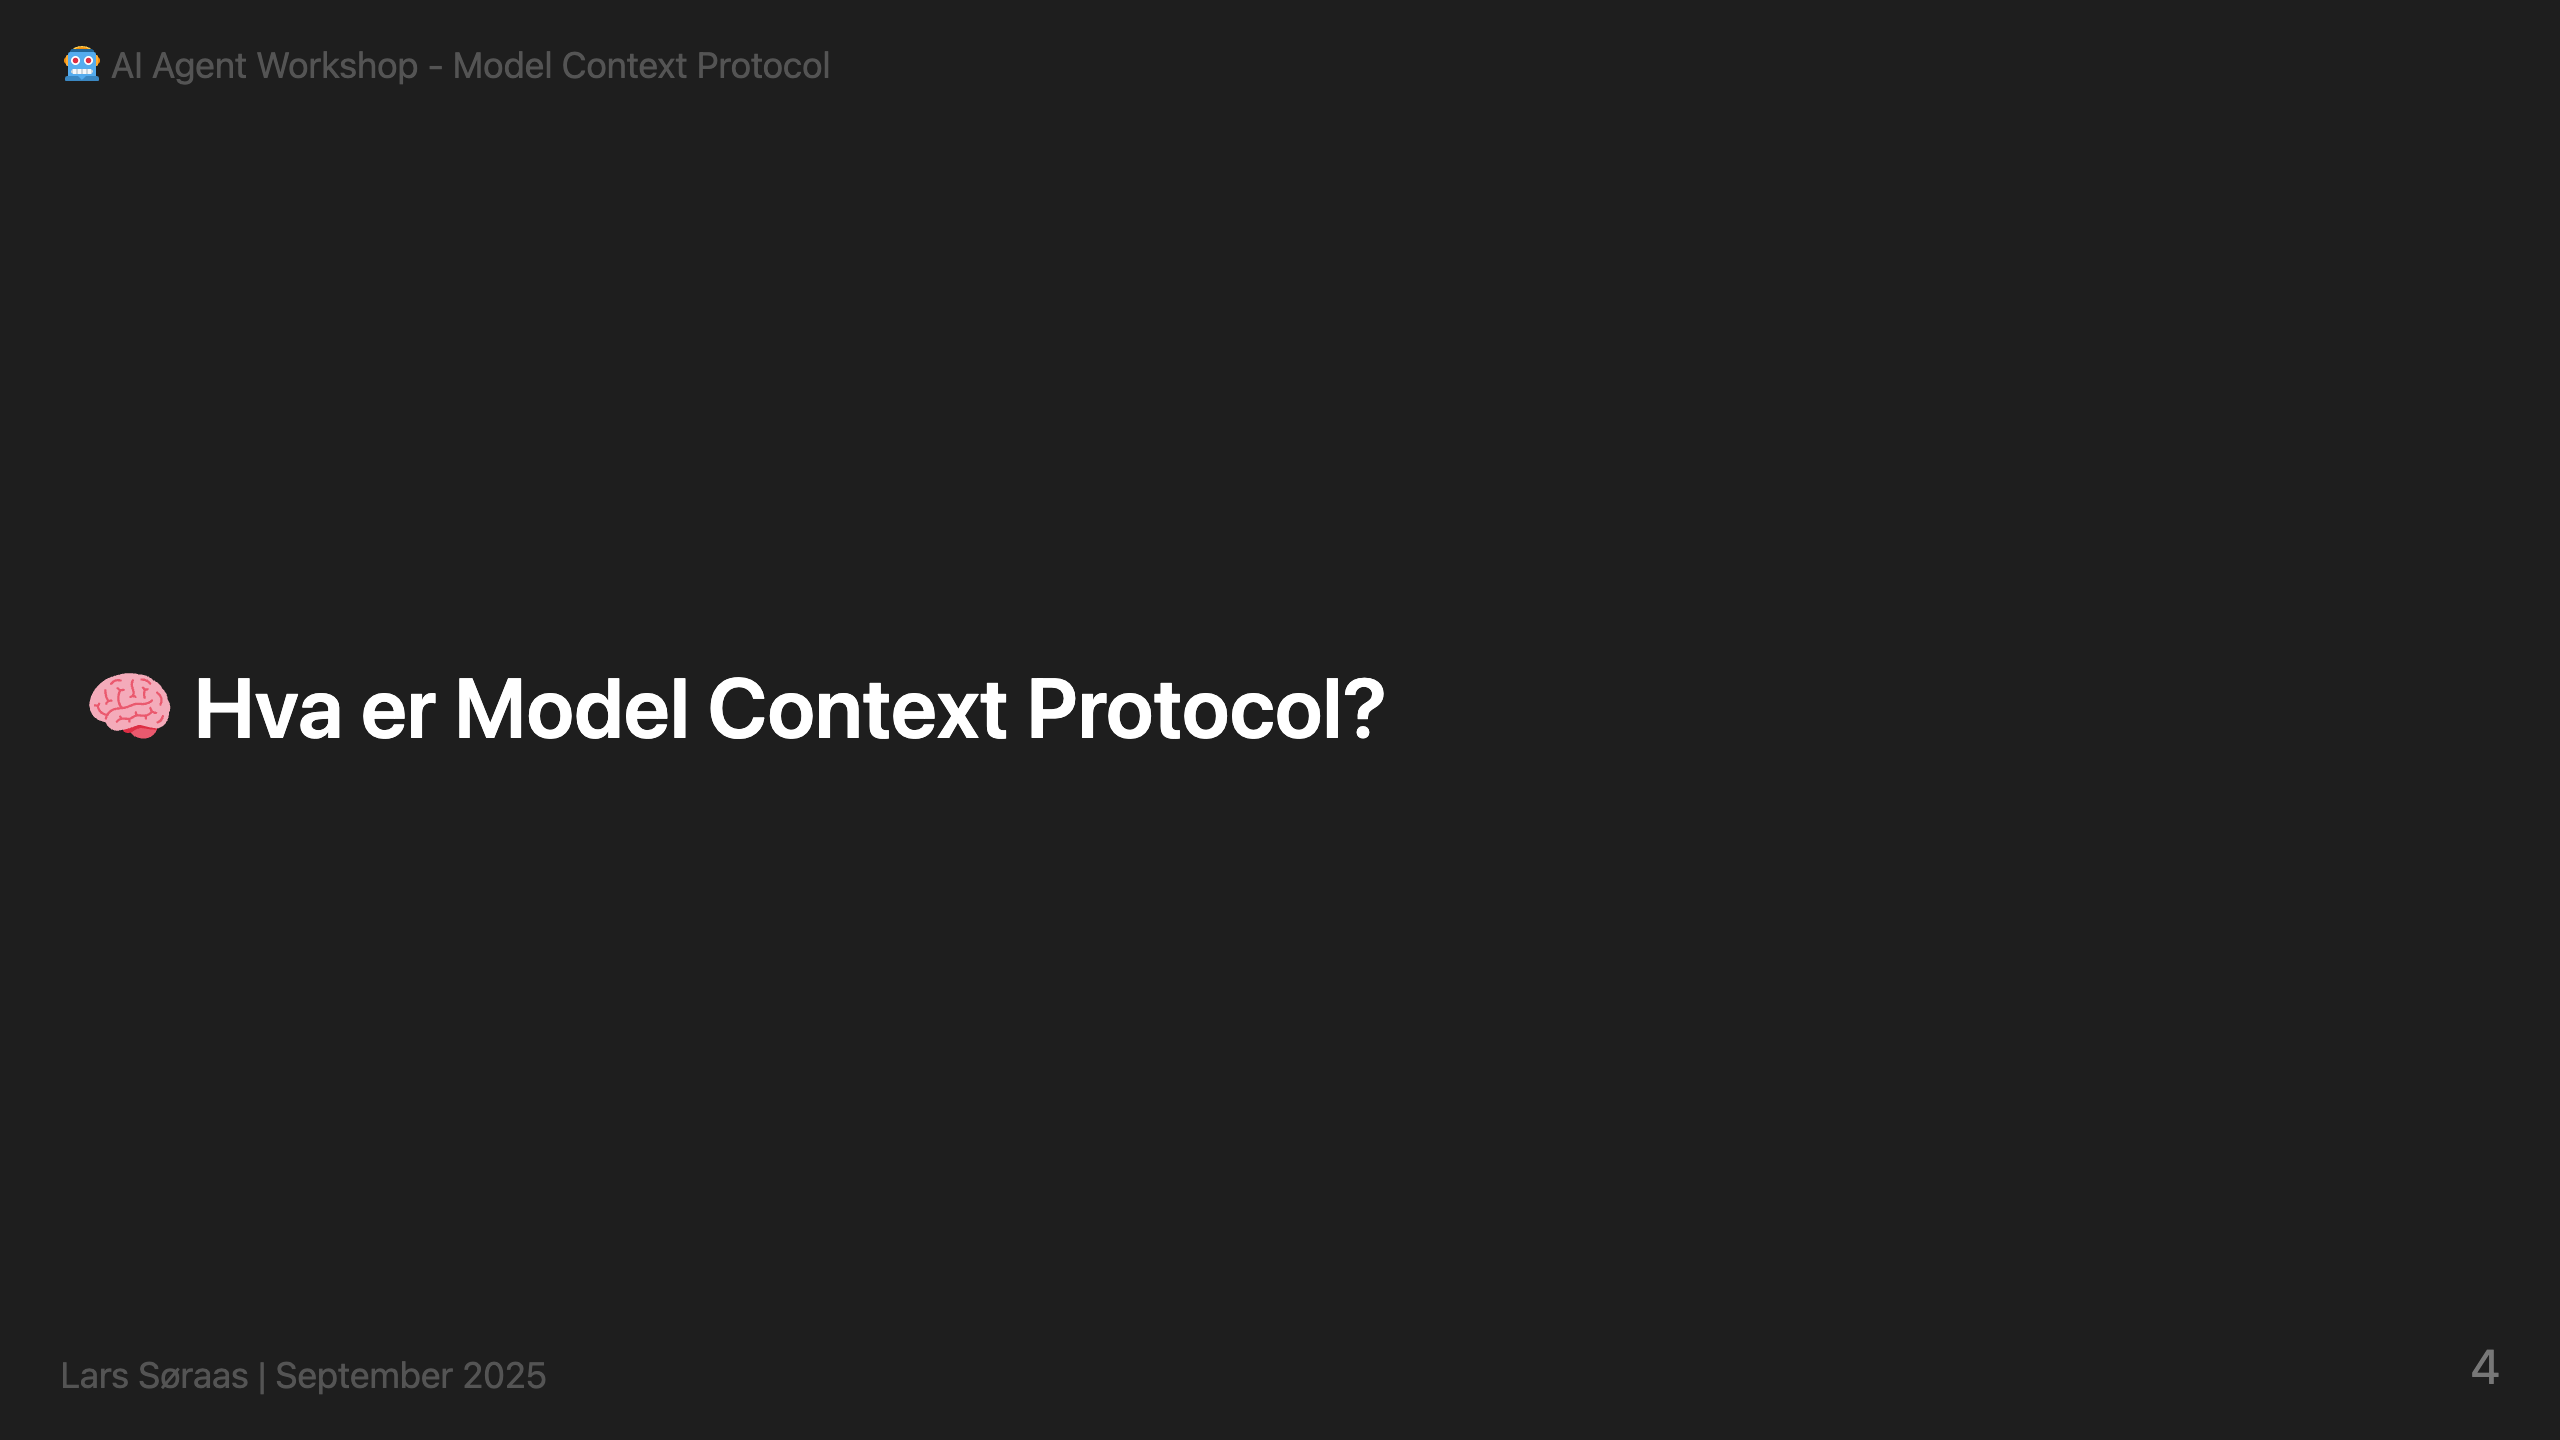 🤖 AI Agent Workshop - Model Context Protocol
🧠 Hva er Model Context Protocol?
Lars Søraas | September 2025
4